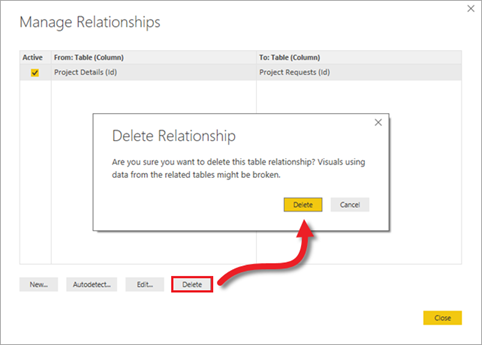 Manage Relationships
Active From: Table (Column) To: Table (Column)
Project Details (Id) Project Requests (Id)
Delete Relationship
Are you sure you want to delete this table relationship? Visuals using
data from the related tables might be broken.
Delete Cancel
New... Autodetect... Edit... Delete
Close